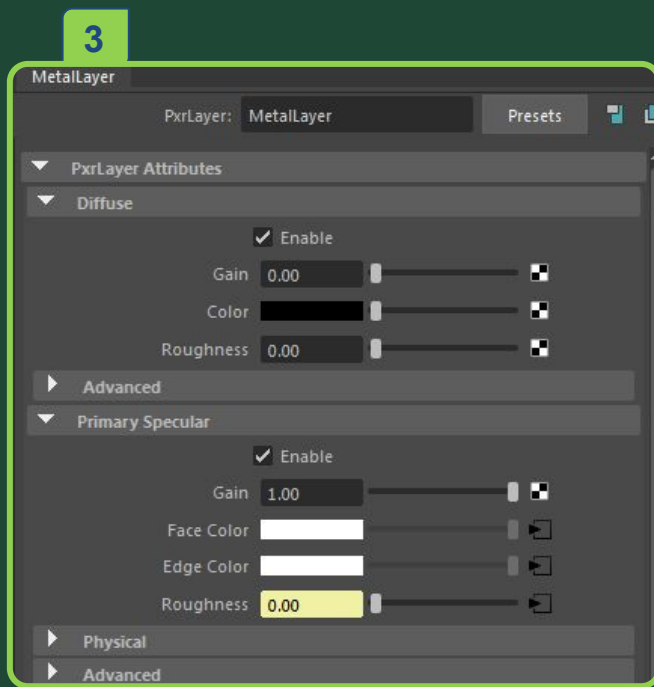 3
MetalLayer
PxrLayer: MetalLayer Presets
PxrLayer Attributes
Diffuse
Enable
Gain 0.00
Color
Roughness 0.00
Advanced
Primary Specular
Enable
Gain 1.00
Face Color
Edge Color
Roughness 0.00
Physical
Advanced